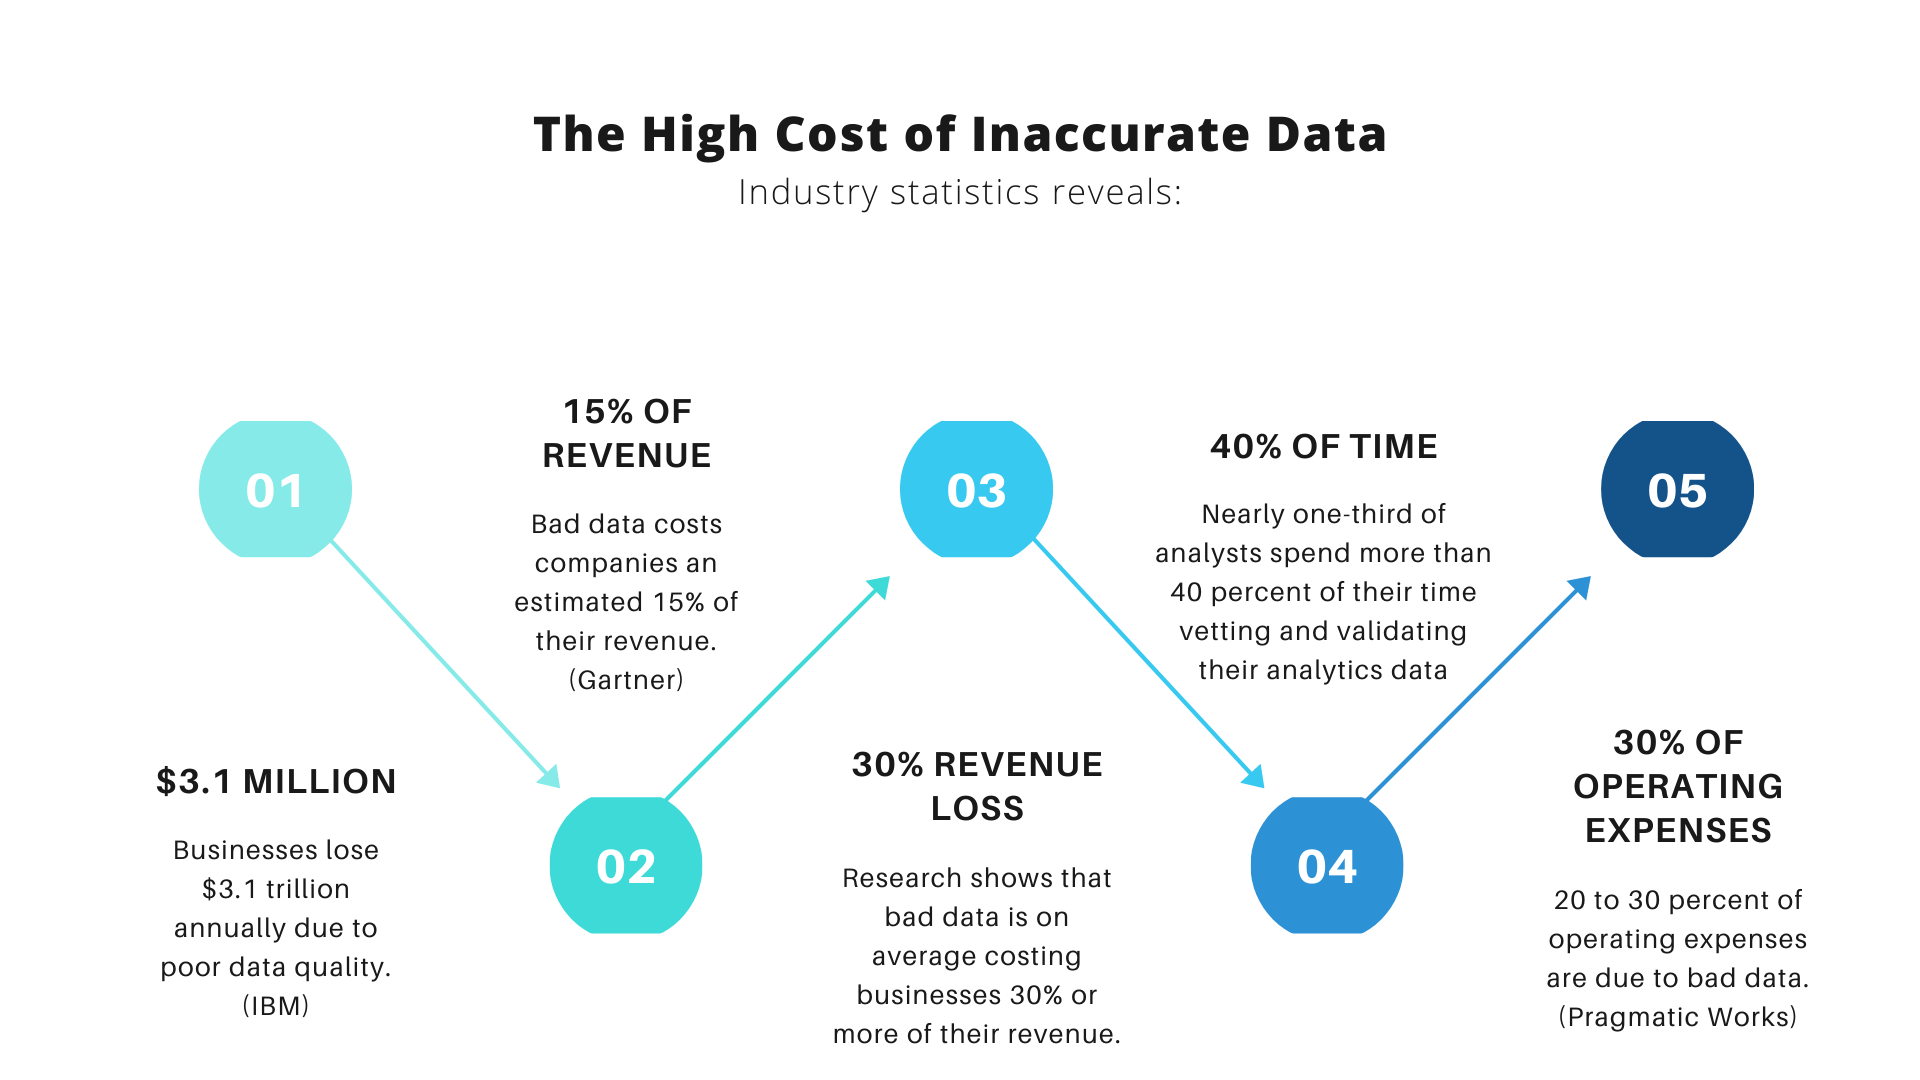 The High Cost of Inaccurate Data
Industry statistics reveals:
01
$3.1 MILLION
Businesses lose
$3.1 trillion
annually due to
poor data quality.
(IBM)
15% OF
REVENUE
Bad data costs
companies an
estimated 15% of
their revenue.
(Gartner)
02
03
30% REVENUE
LOSS
Research shows that
bad data is on
average costing
businesses 30% or
more of their revenue.
40% OF TIME
Nearly one-third of
analysts spend more than
40 percent of their time
vetting and validating
their analytics data
04
05
30% OF
OPERATING
EXPENSES
20 to 30 percent of
operating expenses
are due to bad data.
(Pragmatic Works)